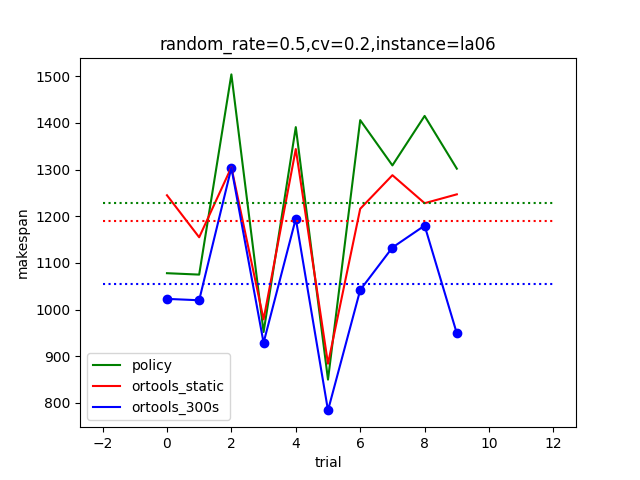 random_rate=0.5,cv=0.2,instance=la06
1500
1400
1300
1200
1100
1000
900
800
makespan
policy
ortools_static
ortools_300s
−2 0 2 4 6 8 10 12
trial